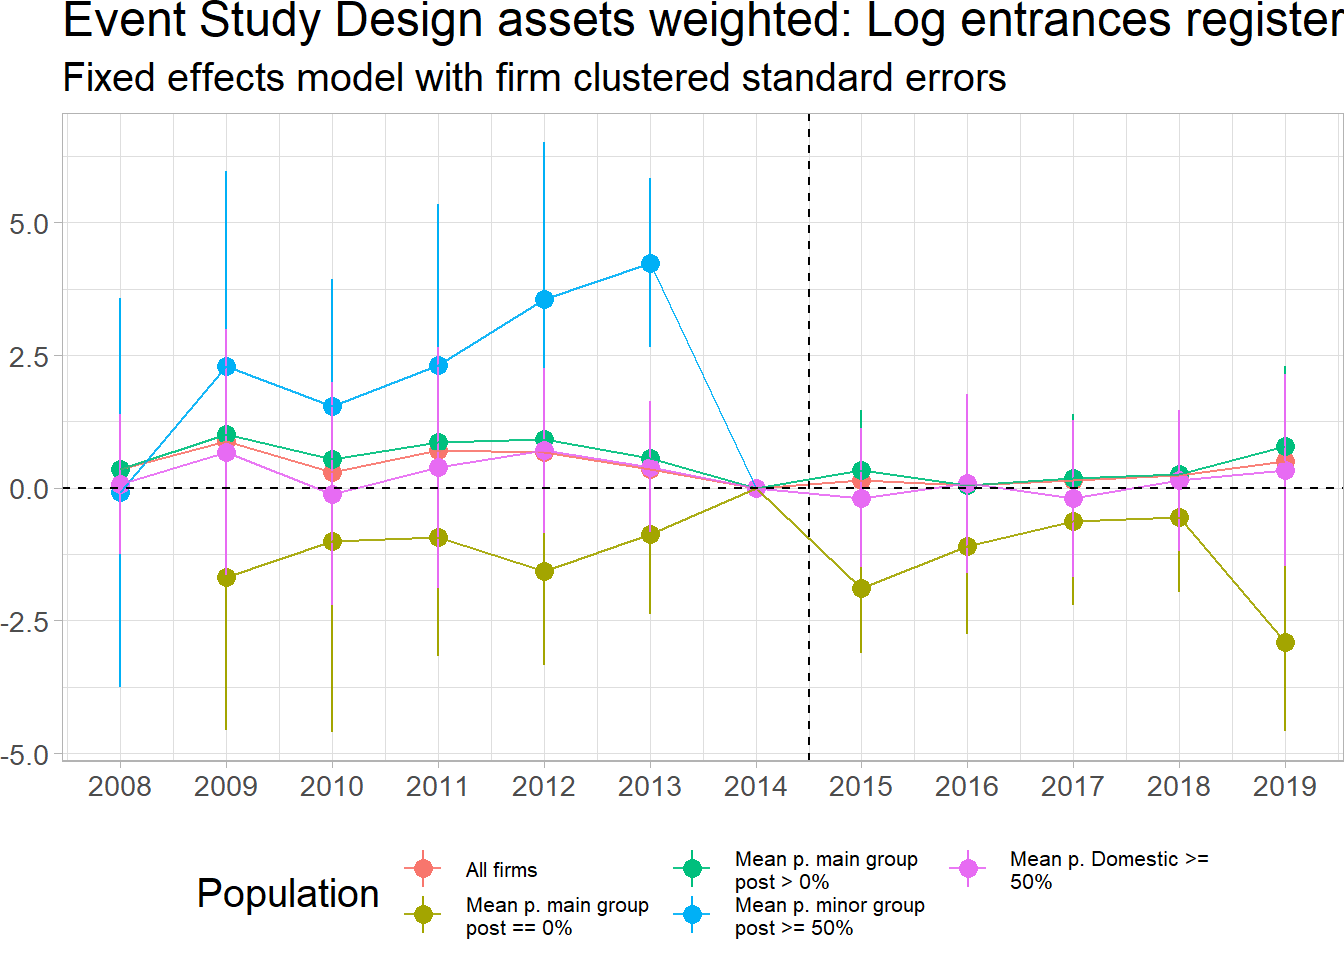 Event Study Design assets weighted: Log entrances register
Fixed effects model with firm clustered standard errors
5.0
2.5
0.0
-2.5
-5.0
2008 2009 2010 2011 2012 2013 2014 2015 2016 2017 2018 2019
Population
All firms
Mean p. main group
post == 0%
Mean p. main group
post > 0%
Mean p. minor group
post >= 50%
Mean p. Domestic >=
50%